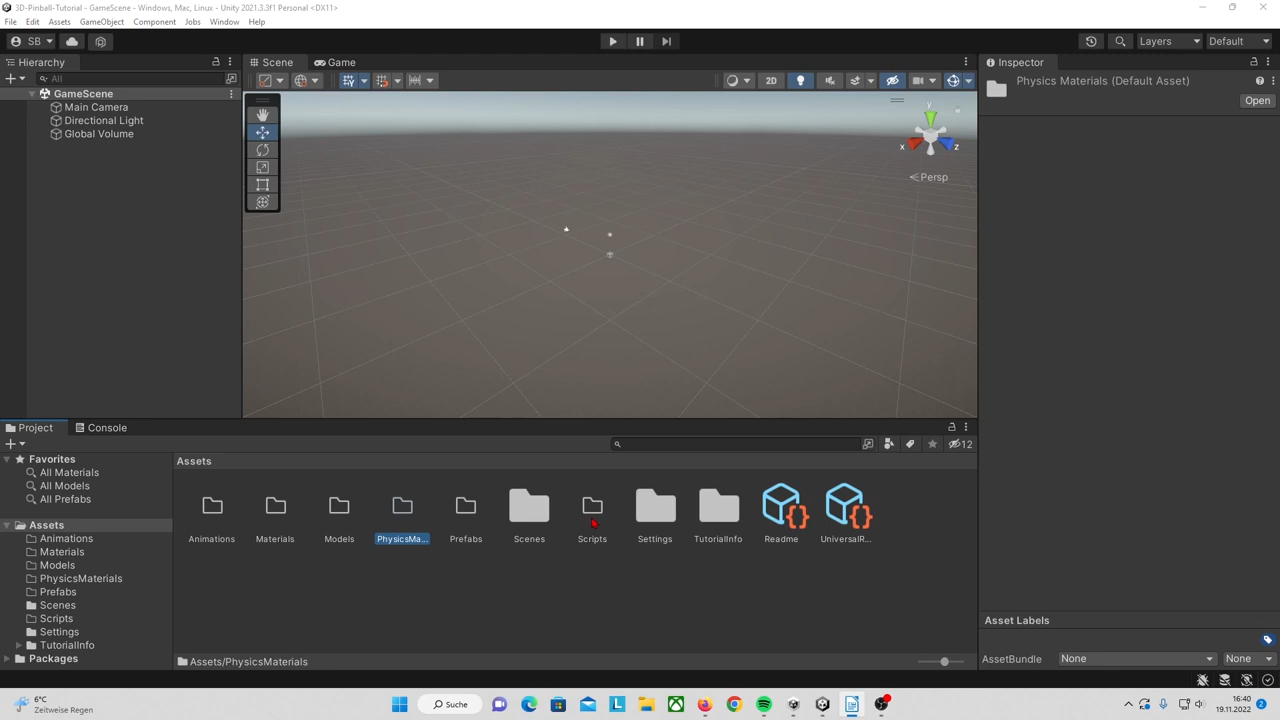 3D-Pinball-Tutorial - GameScene - Windows, Mac, Linux - Unity 2021.3.3f1 Personal <DX11>
File Edit Assets GameObject Component Jobs Window Help
SB Layers Default
Hierarchy Scene Game Inspector
All
2D
Physics Materials (Default Asset)
Open
GameScene
Main Camera
Directional Light
Global Volume
y
x z
Persp
Project Console
12
Favorites
All Materials
All Models
All Prefabs
Assets
Animations
Materials
Models
PhysicsMaterials
Prefabs
Scenes
Scripts
Settings
TutorialInfo
Packages
Assets
Animations Materials Models PhysicsMa... Prefabs Scenes Scripts Settings TutorialInfo Readme UniversalR...
Assets/PhysicsMaterials
Asset Labels
AssetBundle None None
6°C
Zeitweise Regen
Suche
L
16:40
19.11.2022
2